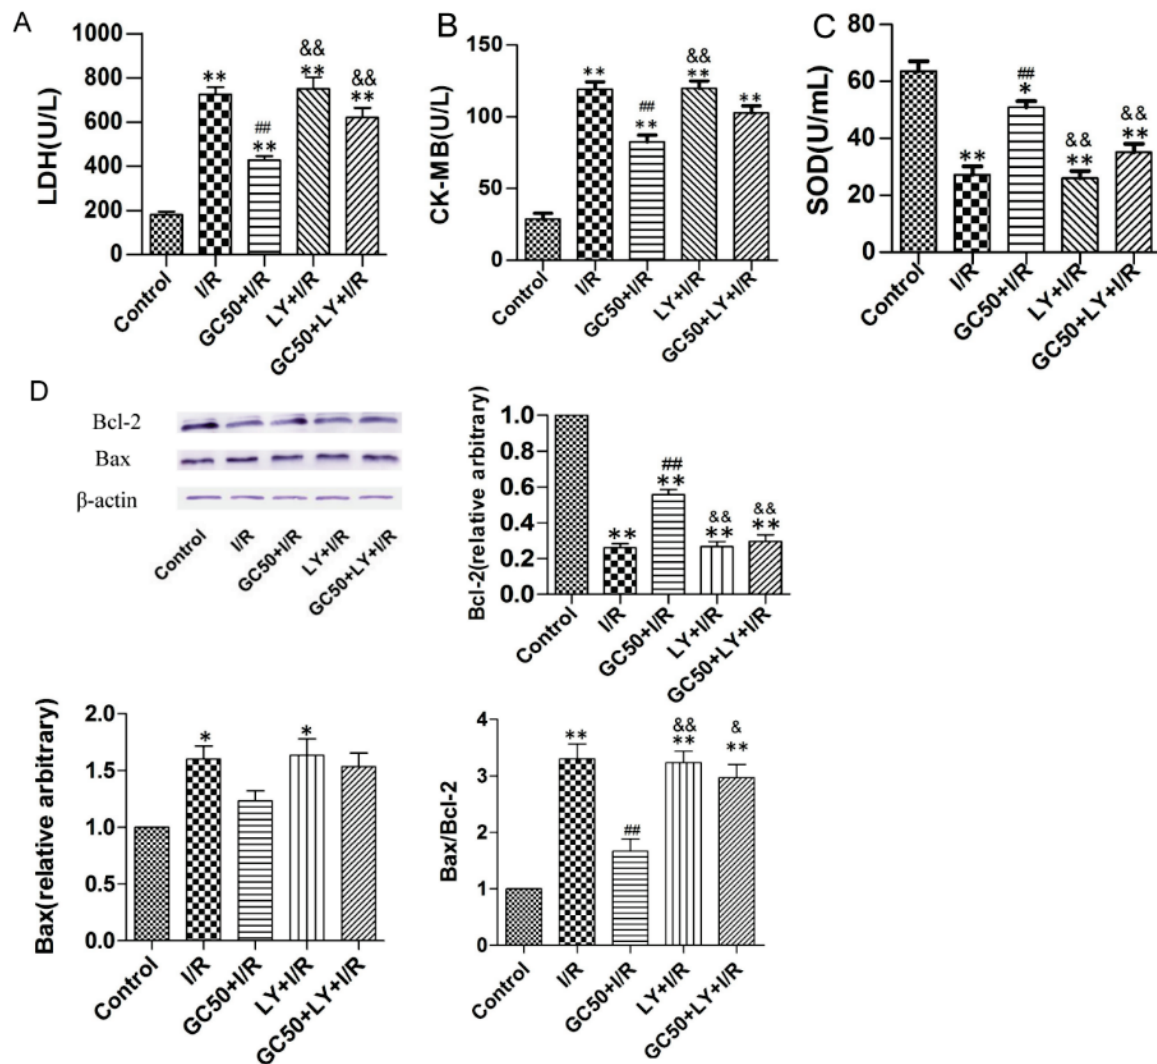 A
LDH(U/L)
1000
800
600
400
200
0
**
##
**
&&
**
&&
**
Control
I/R
GC50+I/R
LY+I/R
GC50+LY+I/R
B
CK-MB(U/L)
150
100
50
0
**
##
**
&&
**
**
Control
I/R
GC50+I/R
LY+I/R
GC50+LY+I/R
C
SOD(U/mL)
80
60
40
20
0
**
##
*
&&
**
&&
**
Control
I/R
GC50+I/R
LY+I/R
GC50+LY+I/R
D
Bcl-2
Bax
β-actin
Control
I/R
GC50+I/R
LY+I/R
GC50+LY+I/R
Bcl-2(relative arbitrary)
1.0
0.8
0.6
0.4
0.2
0.0
**
##
**
&&
**
&&
**
Control
I/R
GC50+I/R
LY+I/R
GC50+LY+I/R
Bax(relative arbitrary)
2.0
1.5
1.0
0.5
0.0
*
*
Control
I/R
GC50+I/R
LY+I/R
GC50+LY+I/R
Bax/Bcl-2
4
3
2
1
0
**
##
&&
**
&
**
Control
I/R
GC50+I/R
LY+I/R
GC50+LY+I/R